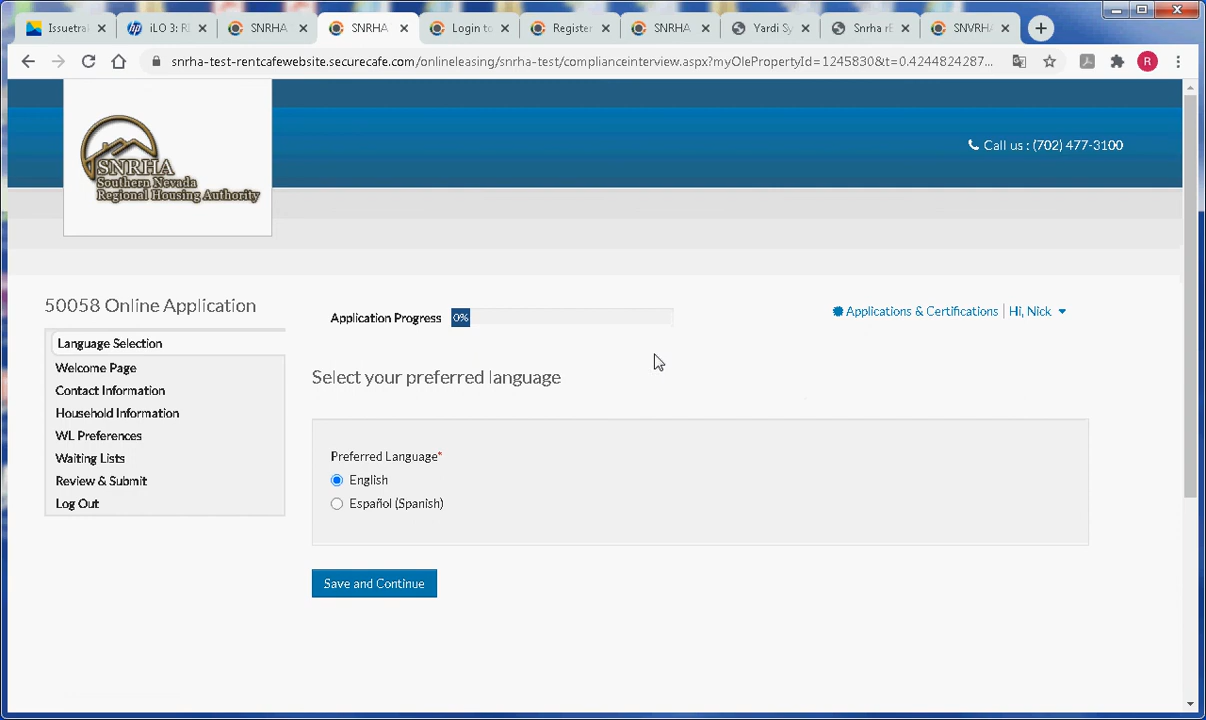 Issuetrak
iLO 3: R
SNRHA
SNRHA
Login to
Register
SNRHA
Yardi Sy
Snrha r
SNVRH
snrha-test-rentcafewebsite.securecafe.com/onlineleasing/snrha-test/complianceinterview.aspx?myOlePropertyId=1245830&t=0.4244824287...
R
SNRHA
Southern Nevada
Regional Housing Authority
Call us : (702) 477-3100
50058 Online Application
Language Selection
Welcome Page
Contact Information
Household Information
WL Preferences
Waiting Lists
Review & Submit
Log Out
Application Progress 0%
Applications & Certifications Hi, Nick
Select your preferred language
Preferred Language*
English
Español (Spanish)
Save and Continue